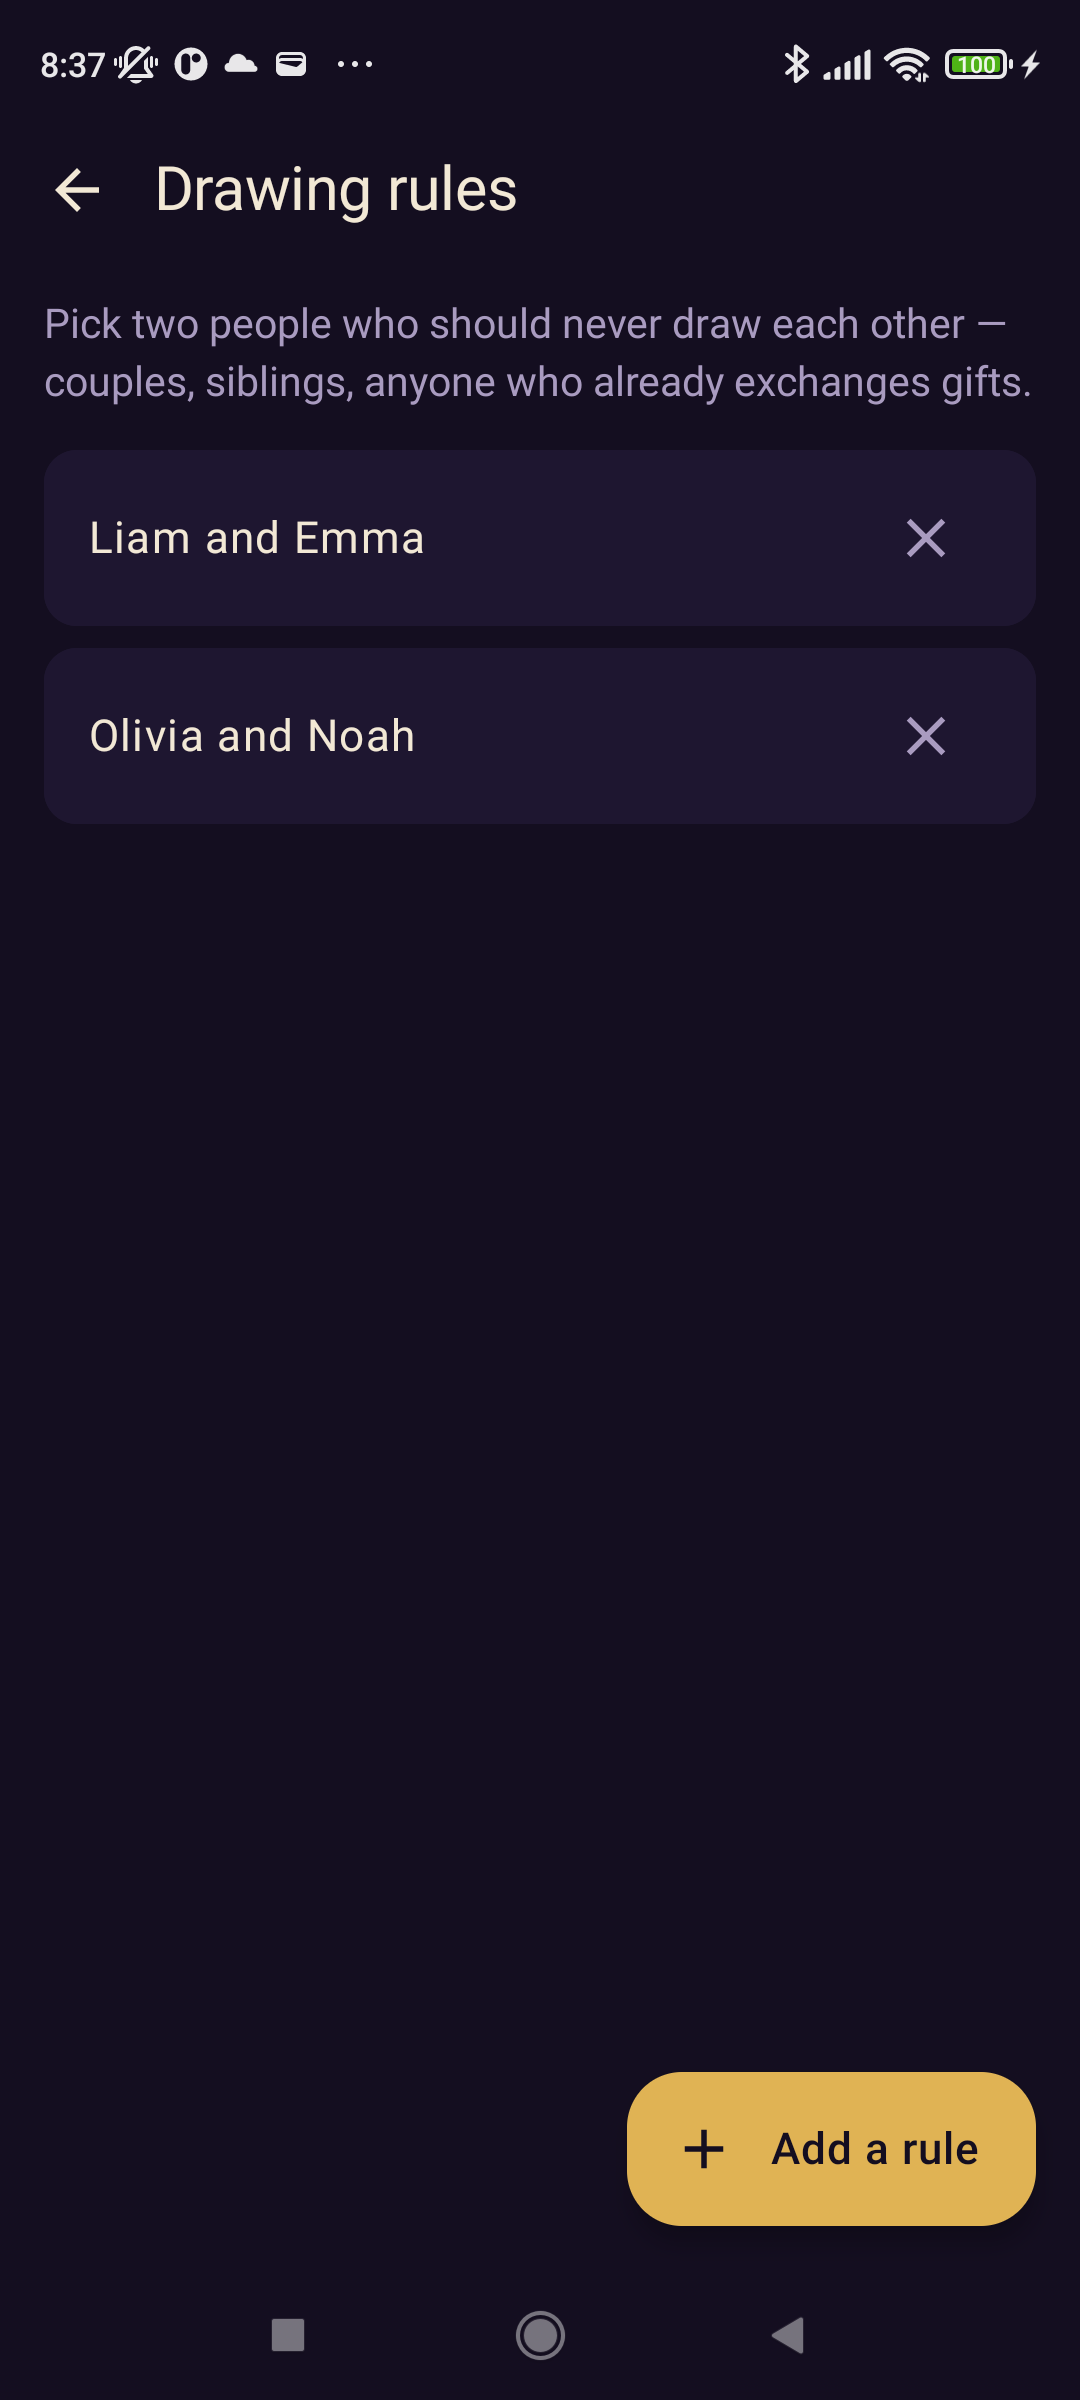 8:37
100
Drawing rules
Pick two people who should never draw each other —
couples, siblings, anyone who already exchanges gifts.
Liam and Emma
Olivia and Noah
Add a rule